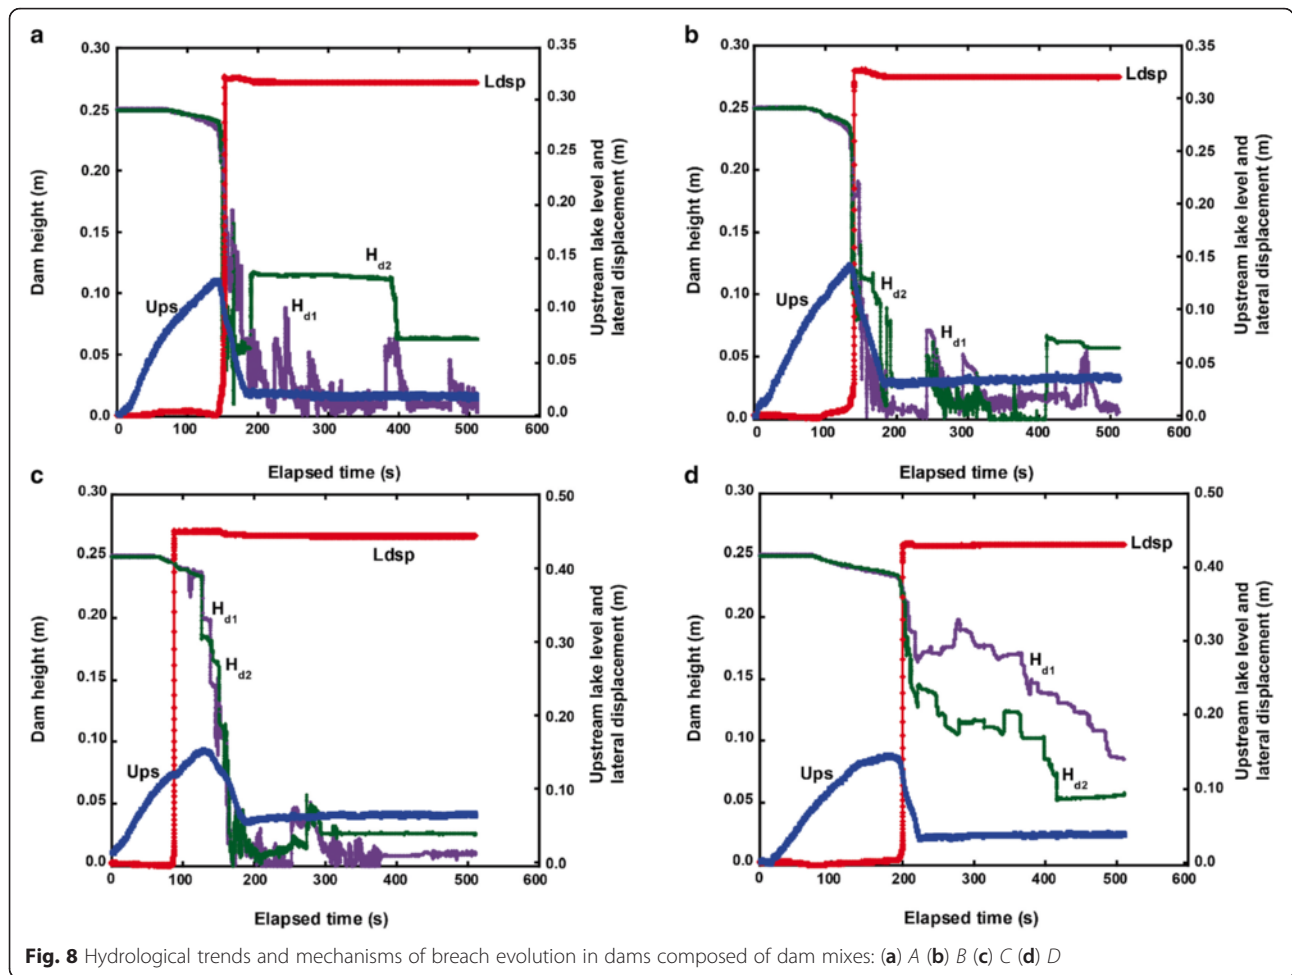 a
0.30
0.25
0.20
0.15
0.10
0.05
0.0
Dam height (m)
0.35
0.30
0.25
0.20
0.15
0.10
0.05
0.0
Upstream lake level and
lateral displacement (m)
Ldsp
H d2
H d1
Ups
0 100 200 300 400 500 600
Elapsed time (s)
b
0.30
0.25
0.20
0.15
0.10
0.05
0.0
Dam height (m)
0.35
0.30
0.25
0.20
0.15
0.10
0.05
0.0
Upstream lake level and
lateral displacement (m)
Ldsp
Ups
H d2
H d1
0 100 200 300 400 500 600
Elapsed time (s)
c
0.30
0.25
0.20
0.15
0.10
0.05
0.0
Dam height (m)
0.50
0.40
0.30
0.20
0.10
0.00
Upstream lake level and
lateral displacement (m)
Ldsp
H d1
H d2
Ups
0 100 200 300 400 500 600
Elapsed time (s)
d
0.30
0.25
0.20
0.15
0.10
0.05
0.0
Dam height (m)
0.50
0.40
0.30
0.20
0.10
0.00
Upstream lake level and
lateral displacement (m)
Ldsp
H d1
H d2
Ups
0 100 200 300 400 500 600
Elapsed time (s)
Fig. 8 Hydrological trends and mechanisms of breach evolution in dams composed of dam mixes: (a) A (b) B (c) C (d) D